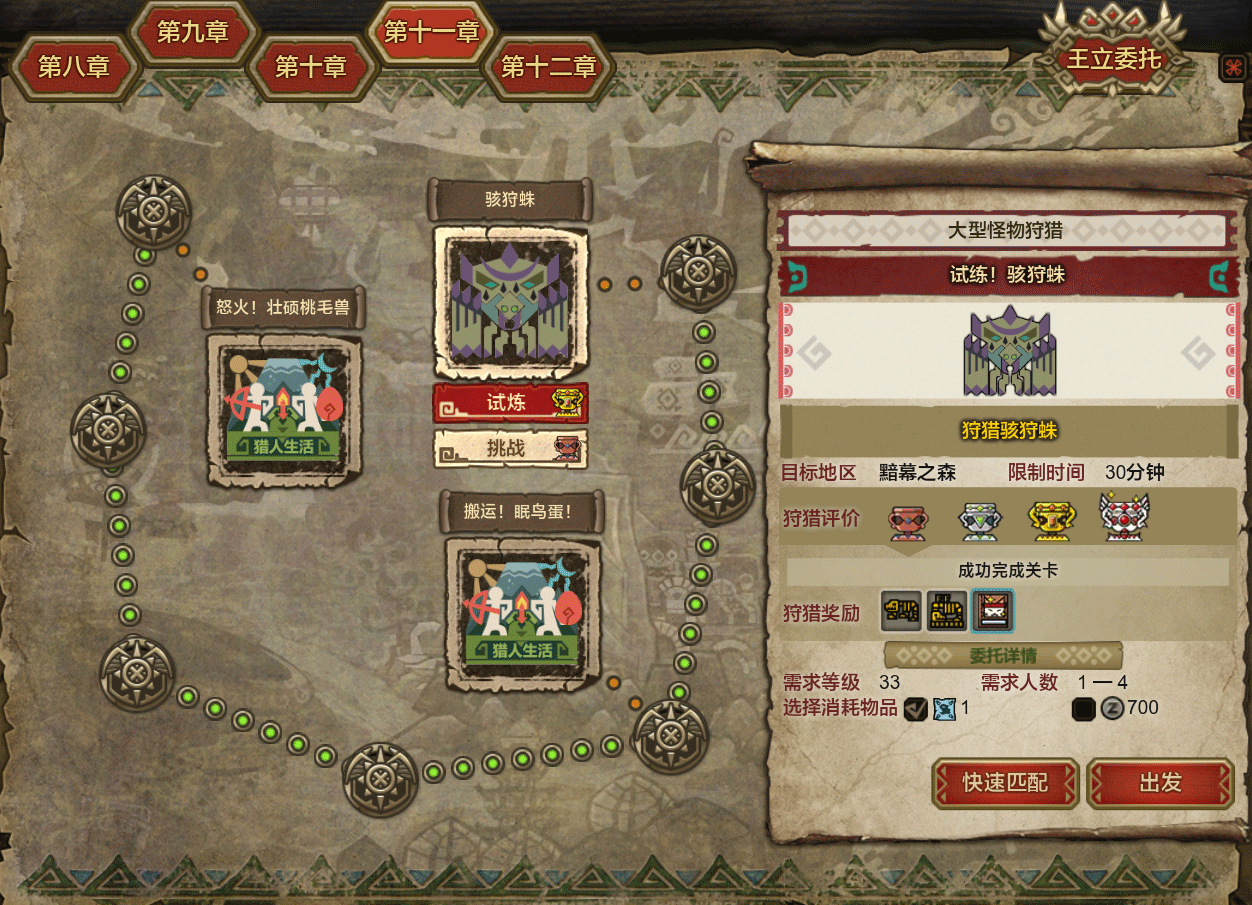 第八章
第九章
第十章
第十一章
第十二章
王立委托
骇狩蛛
试炼
挑战
怒火！壮硕桃毛兽
猎人生活
搬运！眠鸟蛋！
猎人生活
大型怪物狩猎
试练！骇狩蛛
狩猎骇狩蛛
目标地区 黯幕之森 限制时间 30分钟
狩猎评价
成功完成关卡
狩猎奖励
委托详情
需求等级 33 需求人数 1 — 4
选择消耗物品 1 700
快速匹配 出发